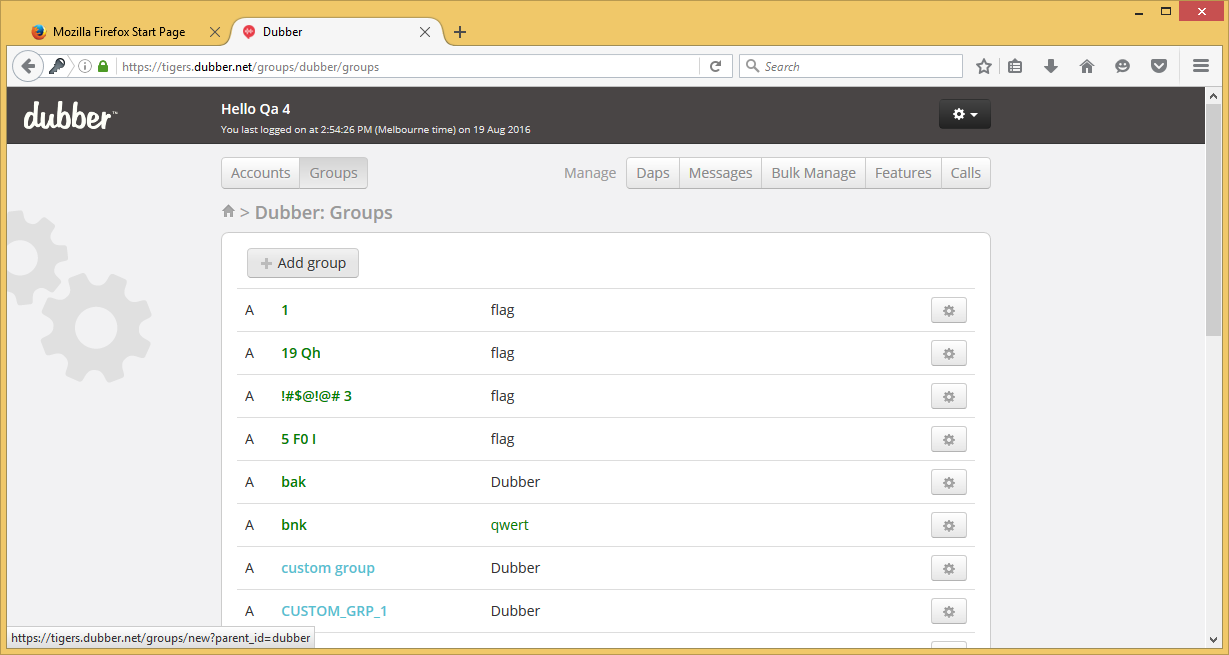 Mozilla Firefox Start Page
Dubber
https://tigers.dubber.net/groups/dubber/groups
Search
dubber™
Hello Qa 4
You last logged on at 2:54:26 PM (Melbourne time) on 19 Aug 2016
Accounts Groups Manage Daps Messages Bulk Manage Features Calls
> Dubber: Groups
+ Add group
A 1 flag
A 19 Qh flag
A !#$@!@# 3 flag
A 5 F0 I flag
A bak Dubber
A bnk qwert
A custom group Dubber
A CUSTOM_GRP_1 Dubber
https://tigers.dubber.net/groups/new?parent_id=dubber